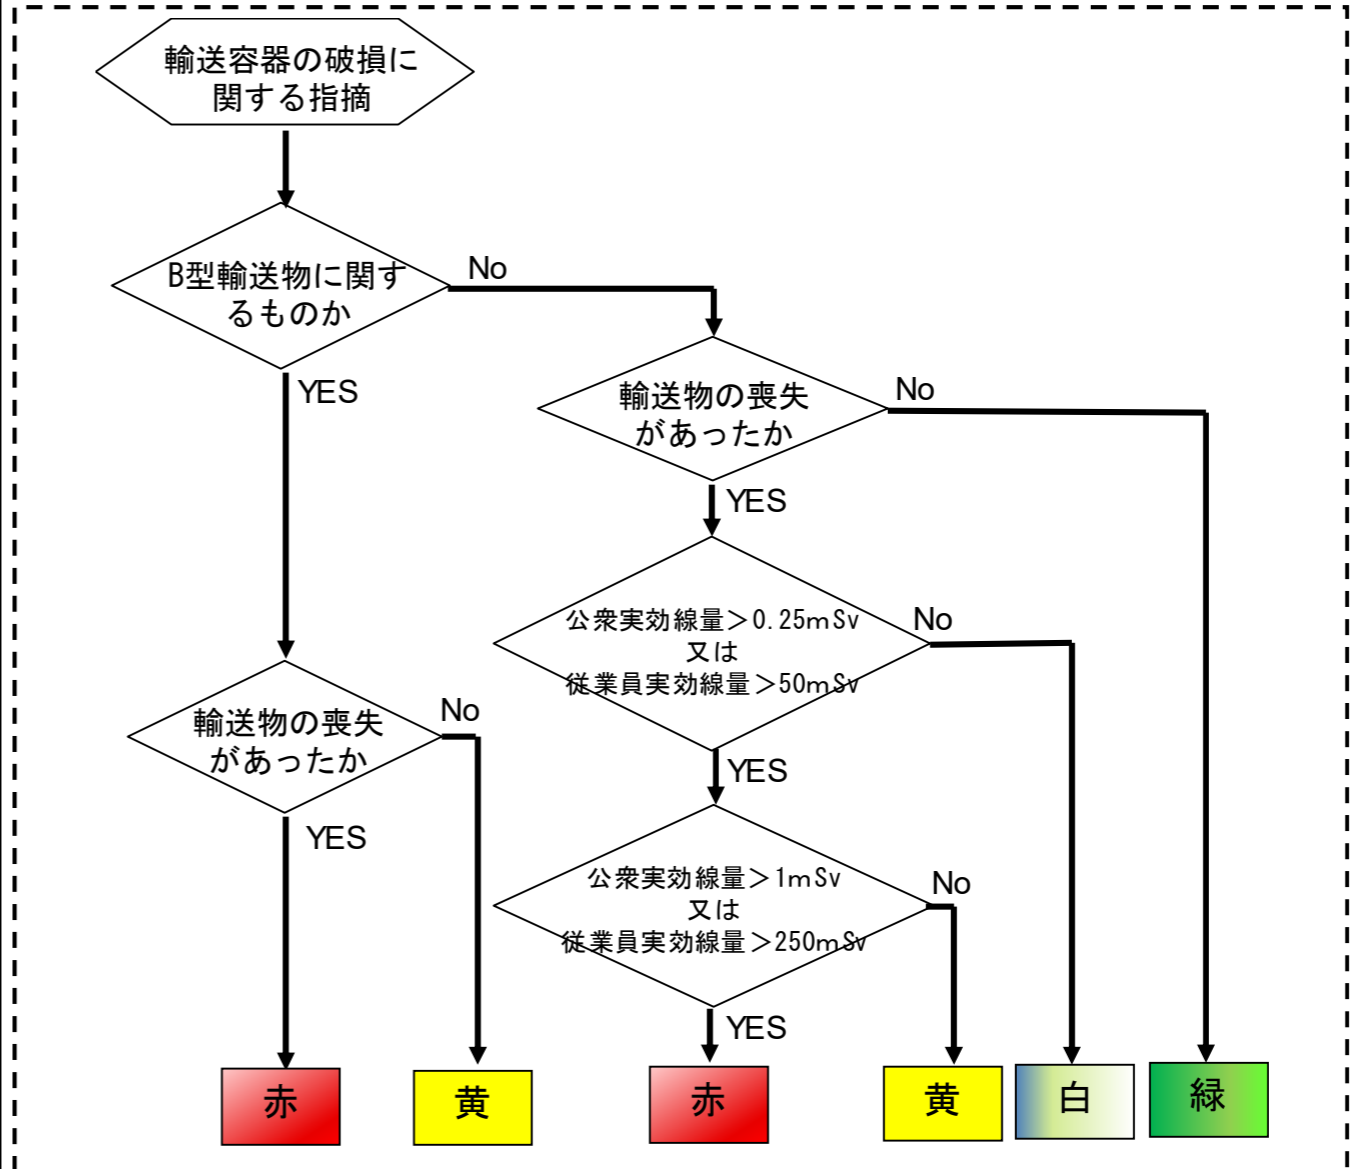 輸送容器の破損に
関する指摘
B型輸送物に関す
るものか
No
YES
輸送物の喪失
があったか
No
YES
公衆実効線量＞0.25mSv
又は
従業員実効線量＞50mSv
No
YES
輸送物の喪失
があったか
No
YES
公衆実効線量＞1mSv
又は
従業員実効線量＞250mSv
No
YES
赤
黄
赤
黄
白
緑